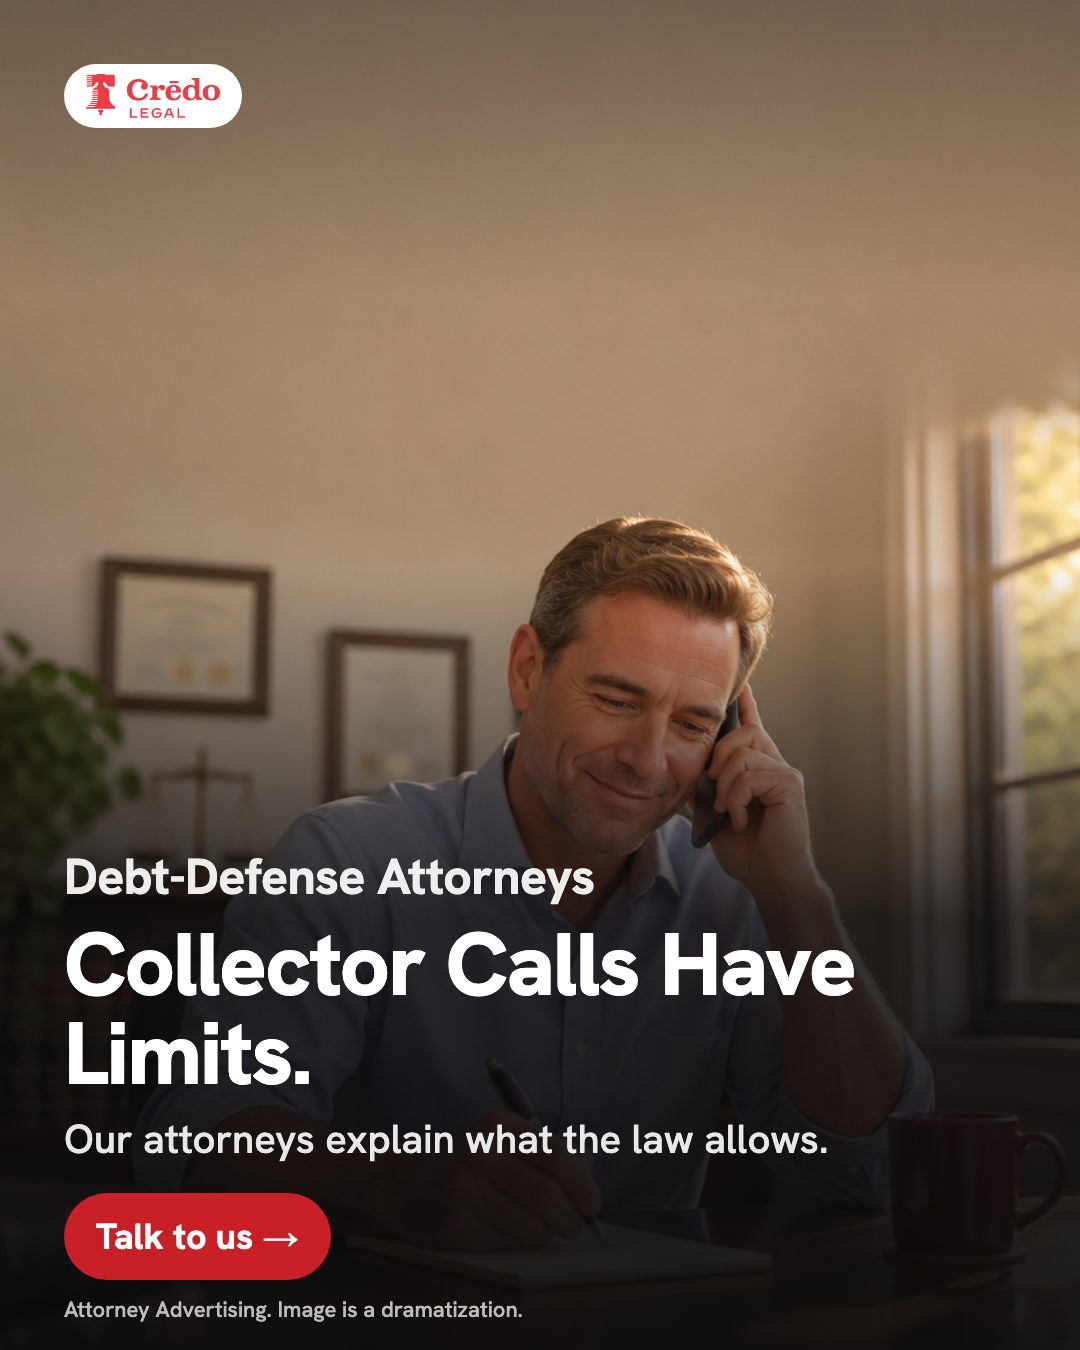 Crēdo
LEGAL
Debt-Defense Attorneys
Collector Calls Have
Limits.
Our attorneys explain what the law allows.
Talk to us →
Attorney Advertising. Image is a dramatization.